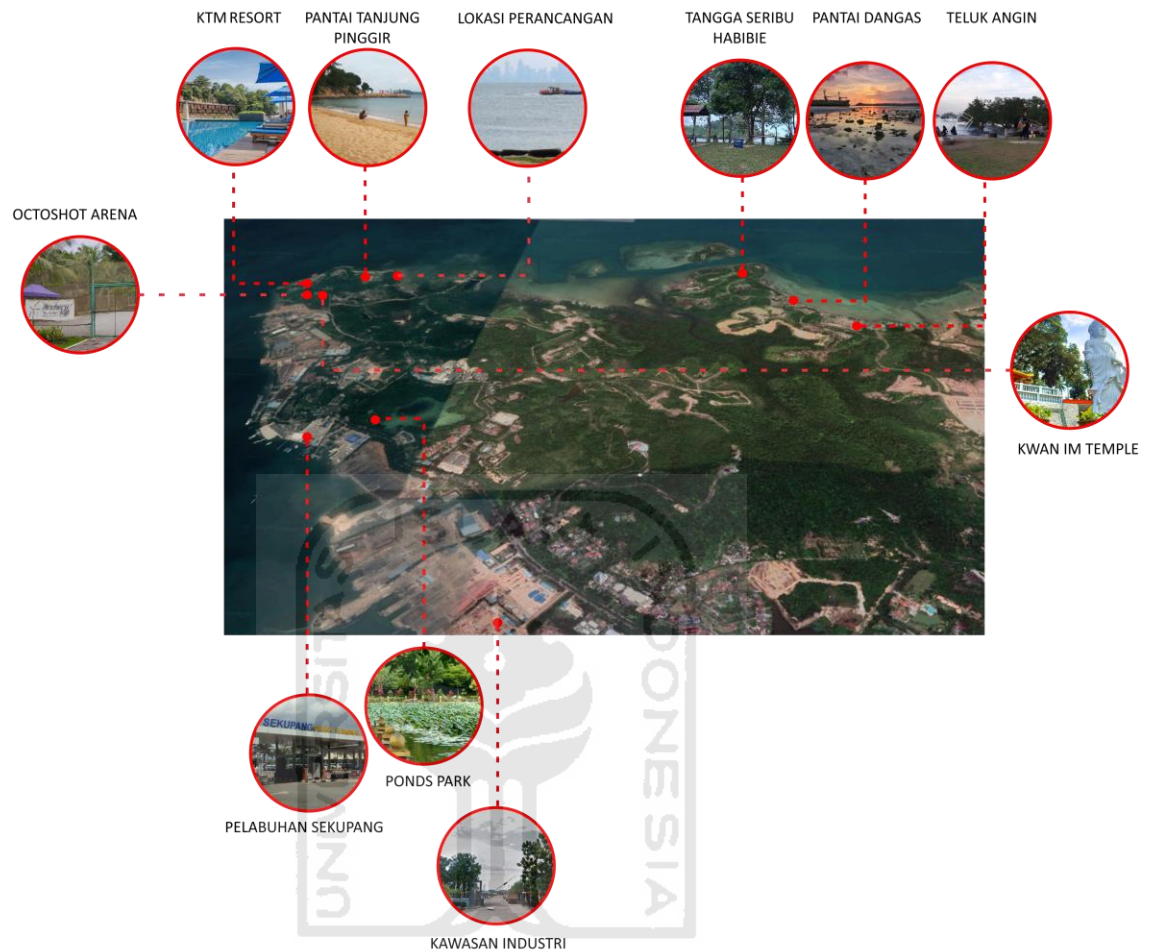 KTM RESORT
PANTAI TANJUNG
PINGGIR
LOKASI PERANCANGAN
TANGGA SERIBU
HABIBIE
PANTAI DANGAS
TELUK ANGIN
OCTOSHOT ARENA
KWAN IM TEMPLE
SEKUPANG
PONDS PARK
PELABUHAN SEKUPANG
KAWASAN INDUSTRI